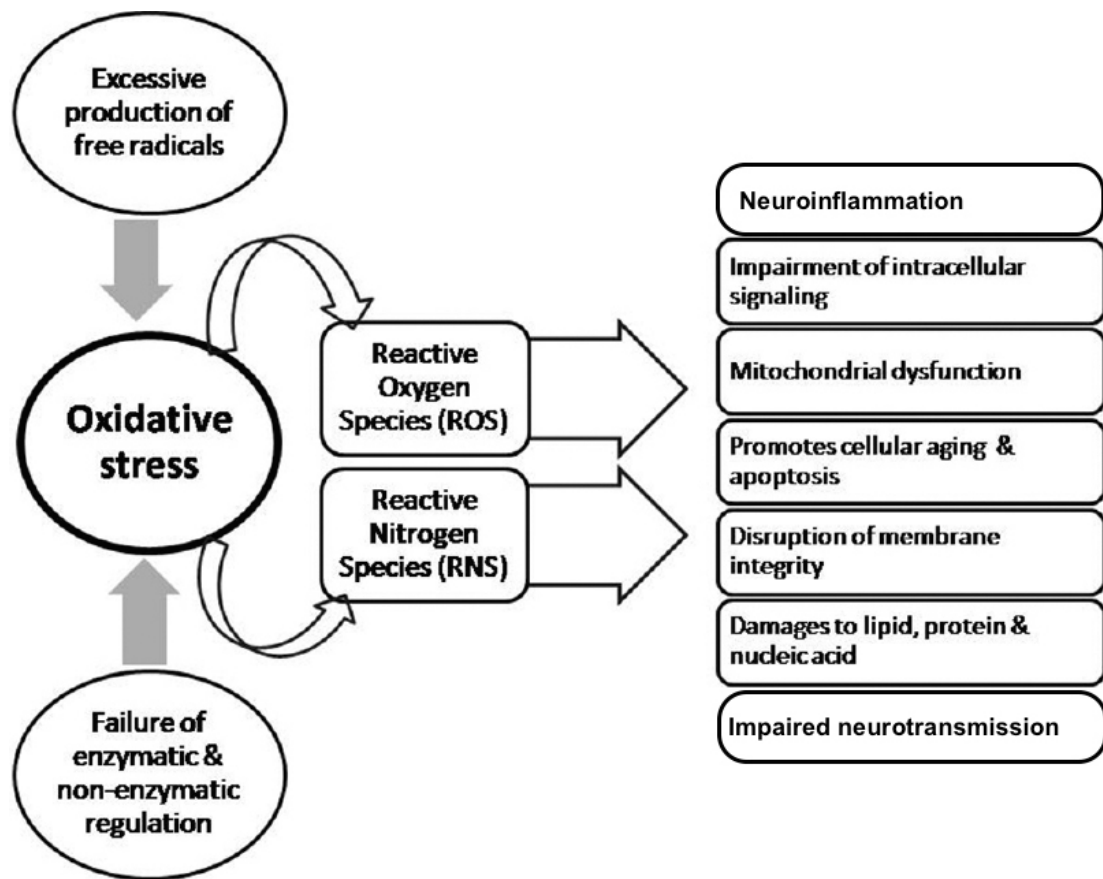 Excessive
production of
free radicals
Oxidative
stress
Failure of
enzymatic &
non-enzymatic
regulation
Reactive
Oxygen
Species (ROS)
Reactive
Nitrogen
Species (RNS)
Neuroinflammation
Impairment of intracellular
signaling
Mitochondrial dysfunction
Promotes cellular aging &
apoptosis
Disruption of membrane
integrity
Damages to lipid, protein &
nucleic acid
Impaired neurotransmission